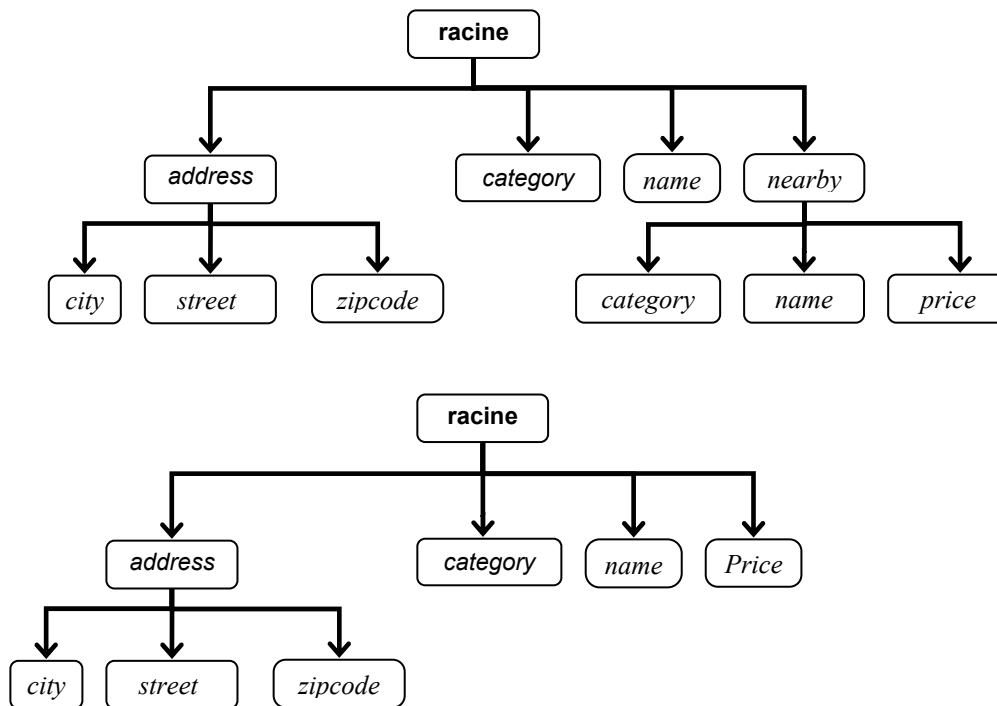 racine
address category name nearby
city street zipcode category name price
racine
address category name Price
city street zipcode